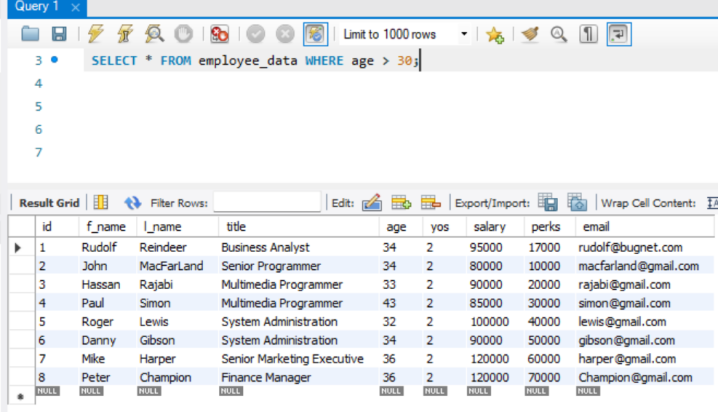 Query 1
Limit to 1000 rows
3 SELECT * FROM employee_data WHERE age > 30;
4
5
6
7
Result Grid Filter Rows: Edit: Export/Import: Wrap Cell Content:
id f_name l_name title age yos salary perks email
1 Rudolf Reindeer Business Analyst 34 2 95000 17000 rudolf@bugnet.com
2 John MacFarLand Senior Programmer 34 2 80000 10000 macfarland@gmail.com
3 Hassan Rajabi Multimedia Programmer 33 2 90000 20000 rajabi@gmail.com
4 Paul Simon Multimedia Programmer 43 2 85000 30000 simon@gmail.com
5 Roger Lewis System Administration 32 2 100000 40000 lewis@gmail.com
6 Danny Gibson System Administration 34 2 90000 50000 gibson@gmail.com
7 Mike Harper Senior Marketing Executive 36 2 120000 60000 harper@gmail.com
8 Peter Champion Finance Manager 36 2 120000 70000 Champion@gmail.com
NULL NULL NULL NULL NULL NULL NULL NULL NULL